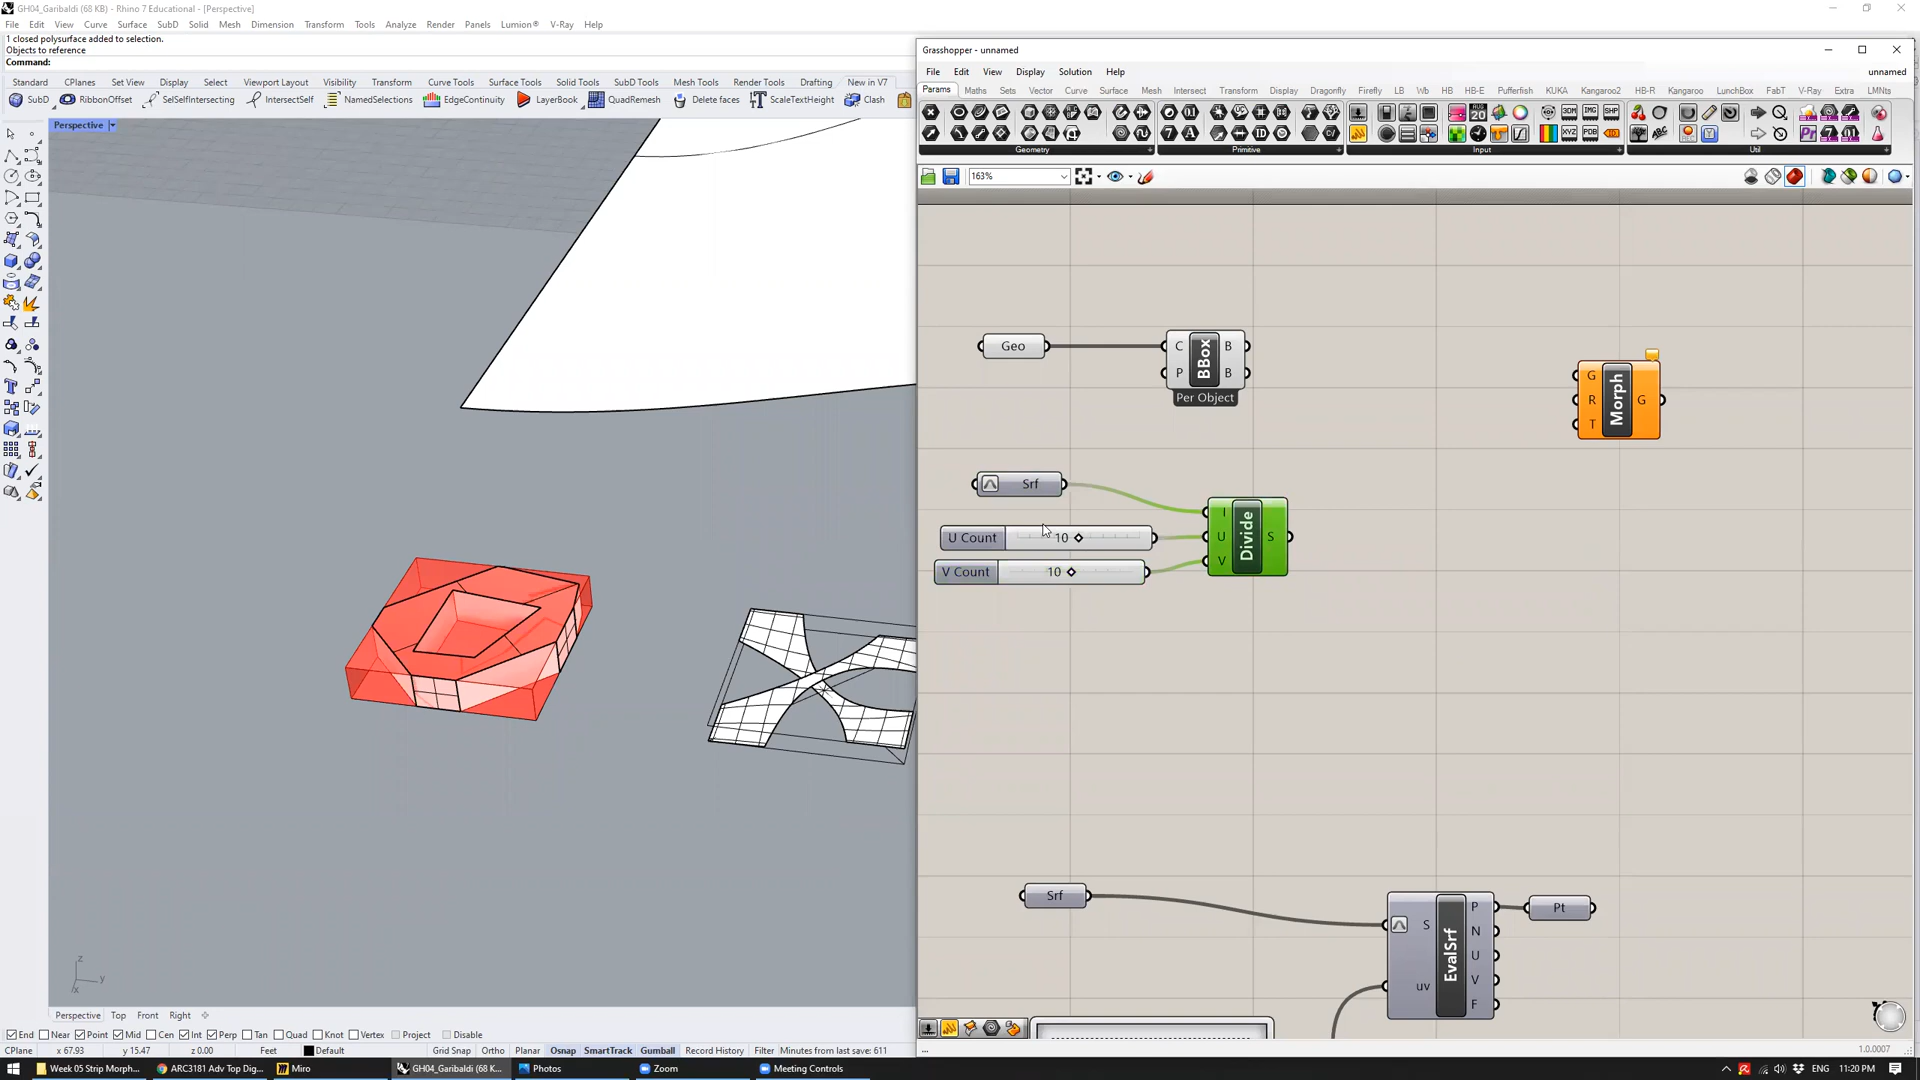 GH04_Garibaldi (68 KB) - Rhino 7 Educational - [Perspective]
File Edit View Curve Surface SubD Solid Mesh Dimension Transform Tools Analyze Render Panels Lumion® V-Ray Help
1 closed polysurface added to selection.
Objects to reference
Command:
Standard CPlanes Set View Display Select Viewport Layout Visibility Transform Curve Tools Surface Tools Solid Tools SubD Tools Mesh Tools Render Tools Drafting New in V7
SubD RibbonOffset SelSelfIntersecting IntersectSelf NamedSelections EdgeContinuity LayerBook QuadRemesh Delete faces ScaleTextHeight Clash
Perspective
Grasshopper - unnamed
File Edit View Display Solution Help
unnamed
Params Maths Sets Vector Curve Surface Mesh Intersect Transform Display Dragonfly LB Wb HB HB-E Pufferfish KUKA Kangaroo2 HB-R Kangaroo LunchBox FabT V-Ray Extra LMNts
Geometry Primitive Input Util
163%
Geo
C P BBox B B
Per Object
G R T Morph G
Srf
U Count 10
V Count 10
I U V Divide S
Srf
S uv EvalSrf P N U V F
Pt
z y x
Perspective Top Front Right
End Near Point Mid Cen Int Perp Tan Quad Knot Vertex Project Disable
CPlane x 67.93 y 15.47 z 0.00 Feet Default Grid Snap Ortho Planar Osnap SmartTrack Gumball Record History Filter Minutes from last save: 611
...
1.0.0007
Week 05 Strip Morph... ARC3181 Adv Top Dig... Miro GH04_Garibaldi (68 K... Photos Zoom Meeting Controls
ENG 11:20 PM